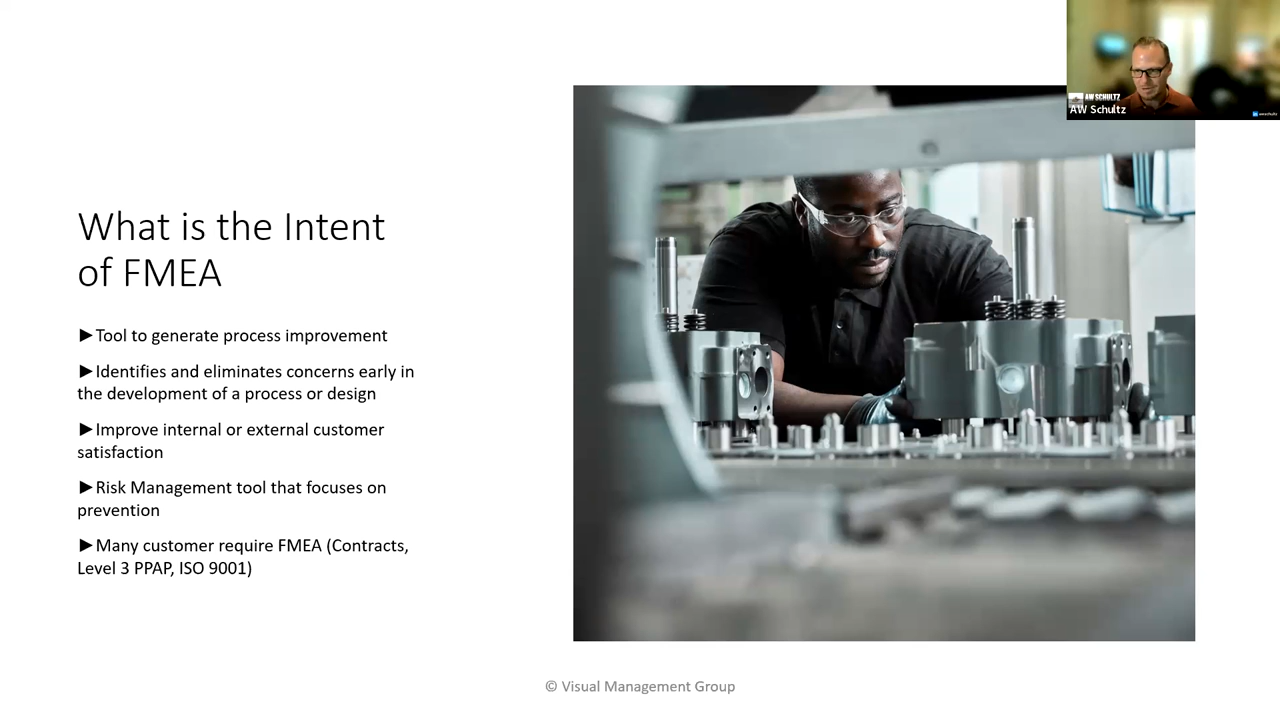 AW SCHULTZ
AW Schultz
What is the Intent
of FMEA
►Tool to generate process improvement
►Identifies and eliminates concerns early in
the development of a process or design
►Improve internal or external customer
satisfaction
►Risk Management tool that focuses on
prevention
►Many customer require FMEA (Contracts,
Level 3 PPAP, ISO 9001)
© Visual Management Group